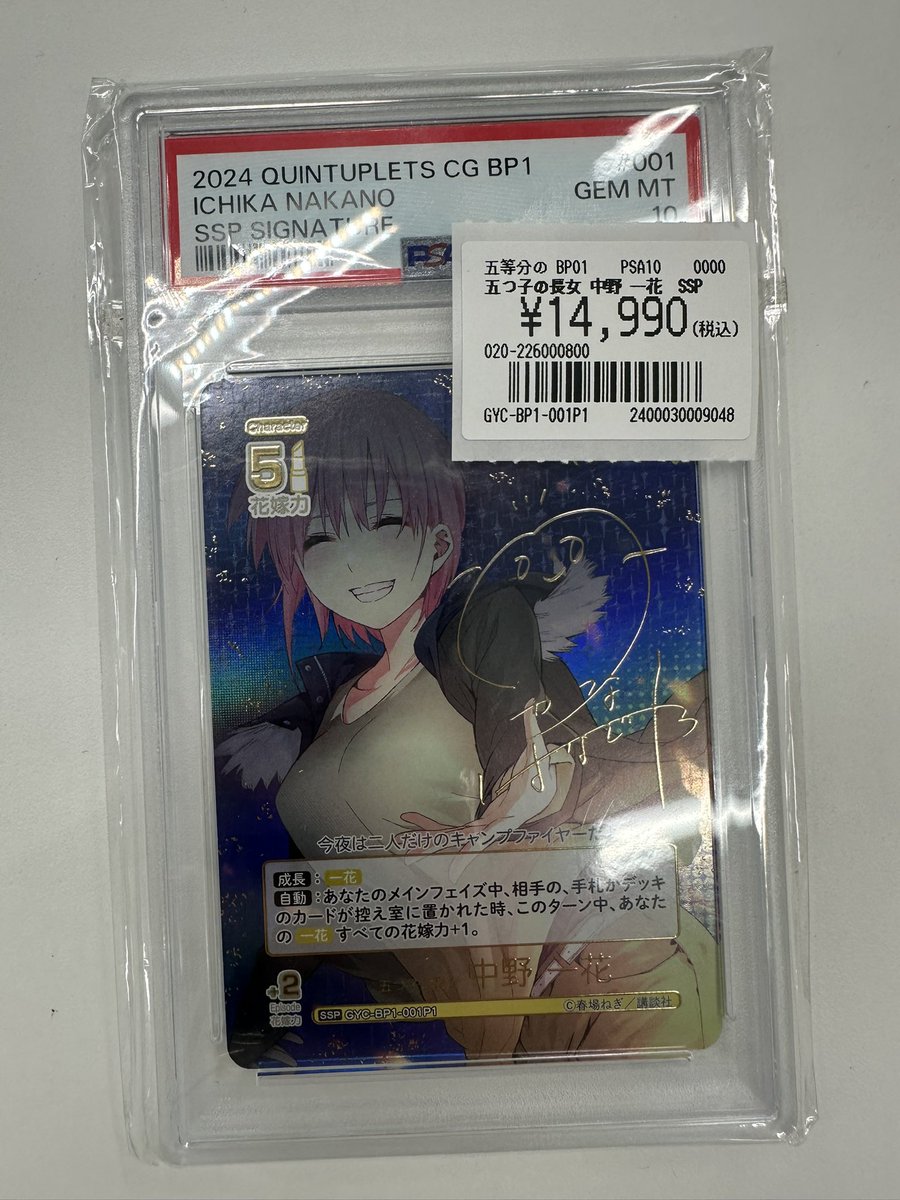 2024 QUINTUPLETS CG BP1
#001
ICHIKA NAKANO
GEM MT
SSP SIGNATURE
10
PSA
五等分の BP01 PSA10 0000
五つ子の長女 中野 一花 SSP
¥14,990(税込)
020-226000800
GYC-BP1-001P1 2400030009048
Character
5
花嫁力
今夜は二人だけのキャンプファイヤーだ
成長：一花
自動：あなたのメインフェイズ中、相手の、手札かデッキ
のカードが控え室に置かれた時、このターン中、あなた
の 一花 すべての花嫁力+1。
中野 一花
+2
Episode
花嫁力
SSP GYC-BP1-001P1
©春場ねぎ／講談社